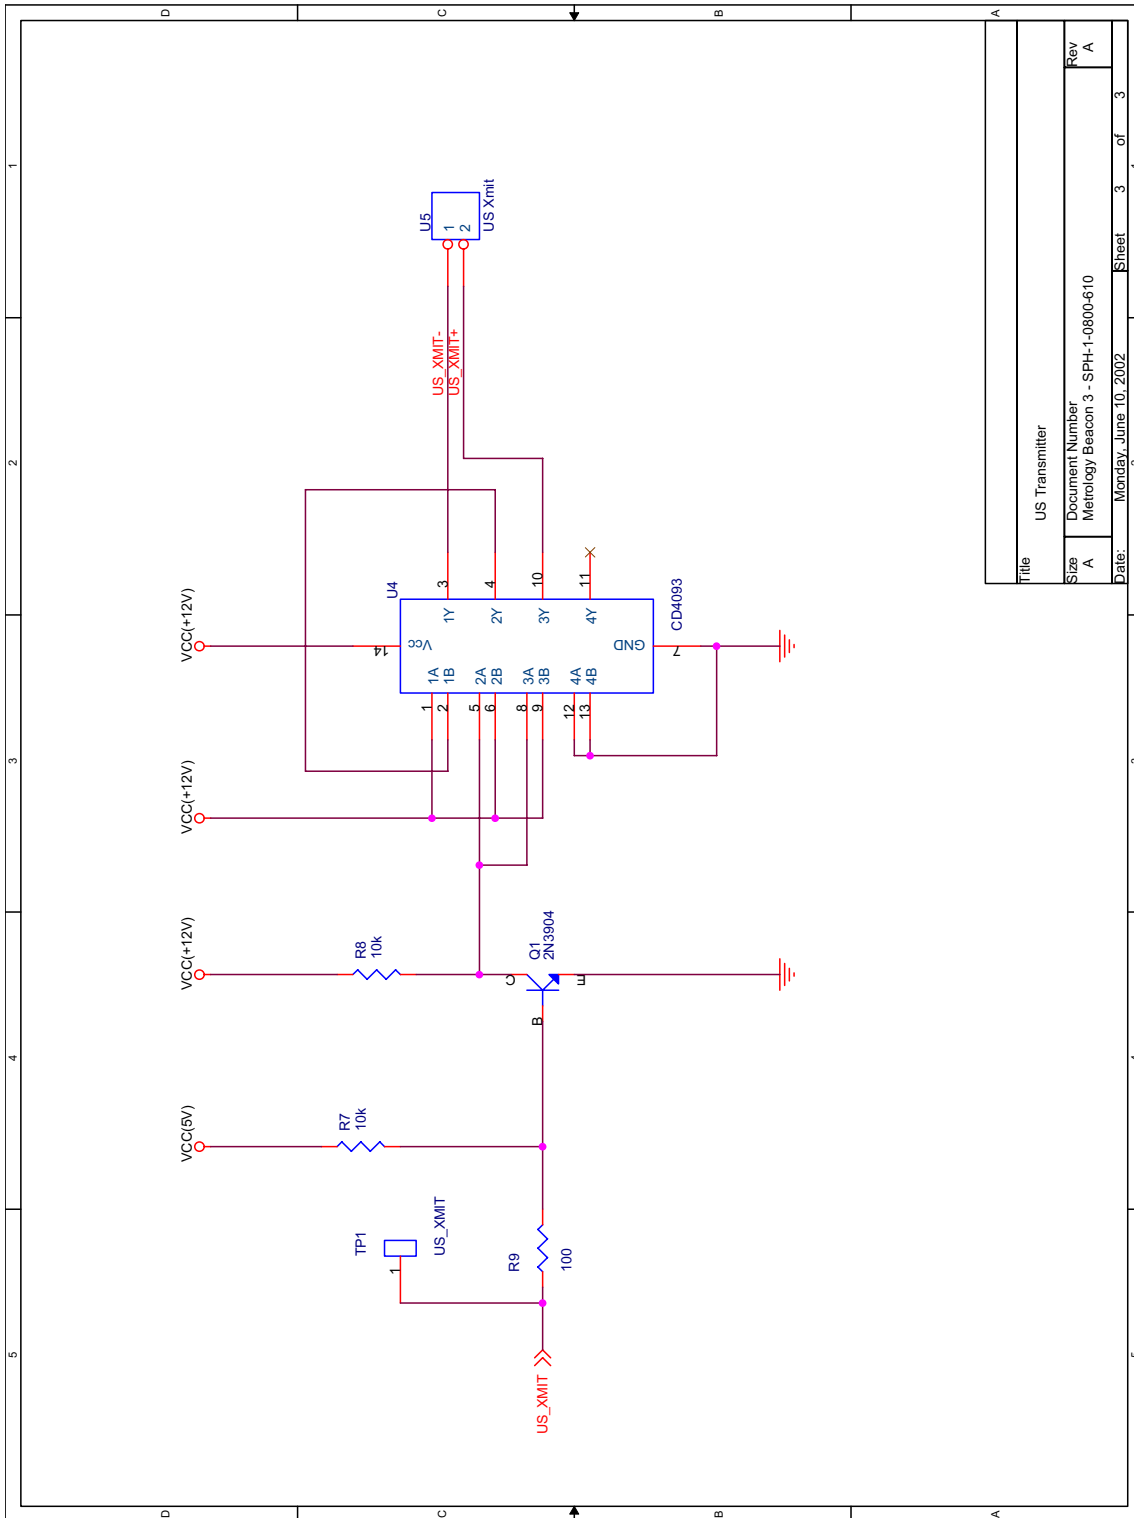 5
4
3
2
1
D
C
B
A
D
C
B
A
VCC(5V)
VCC(+12V)
VCC(+12V)
VCC(+12V)
TP1
1
US_XMIT
R7
10k
R8
10k
R9
100
US_XMIT
B
C
E
Q1
2N3904
U4
14
Vcc
1 1A
2 1B
5 2A
6 2B
8 3A
9 3B
12 4A
13 4B
1Y 3
2Y 4
3Y 10
4Y 11
GND
7
CD4093
US_XMIT-
US_XMIT+
U5
1
2
US Xmit
Title
US Transmitter
Size
A
Document Number
Metrology Beacon 3 - SPH-1-0800-610
Rev
A
Date:
Monday, June 10, 2002
Sheet 3 of 3